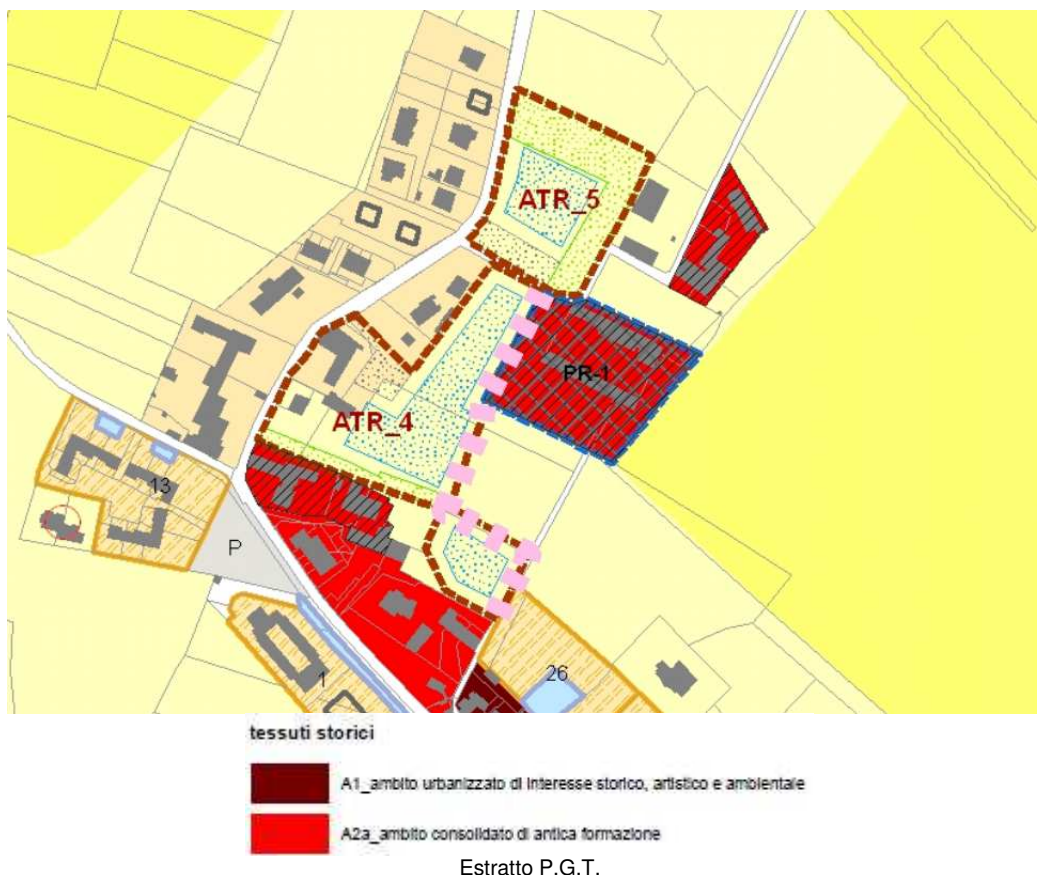 ATR_5
PR-1
ATR_4
13
P
1
26
tessuti storici
A1_ambito urbanizzato di interesse storico, artistico e ambientale
A2a_ambito consolidato di antica formazione
Estratto P.G.T.